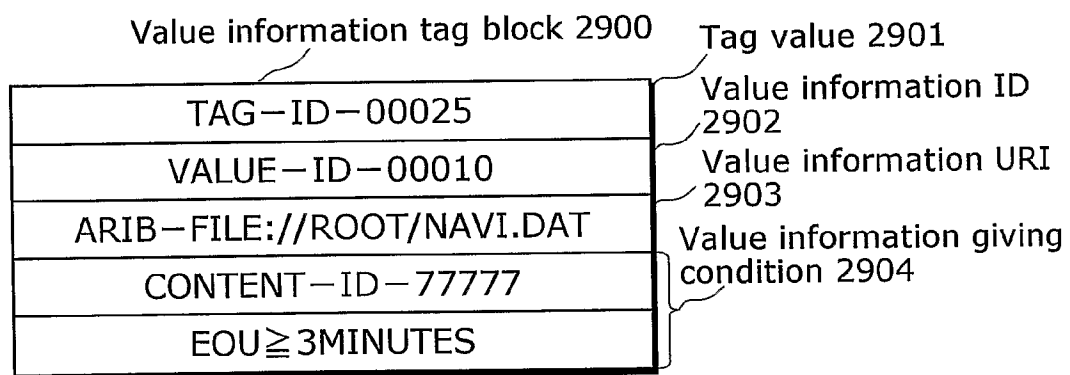 Value information tag block 2900
Tag value 2901
TAG－ID－00025
Value information ID
2902
VALUE－ID－00010
Value information URI
2903
ARIB－FILE://ROOT/NAVI.DAT
Value information giving
condition 2904
CONTENT－ID－77777
EOU≧3MINUTES